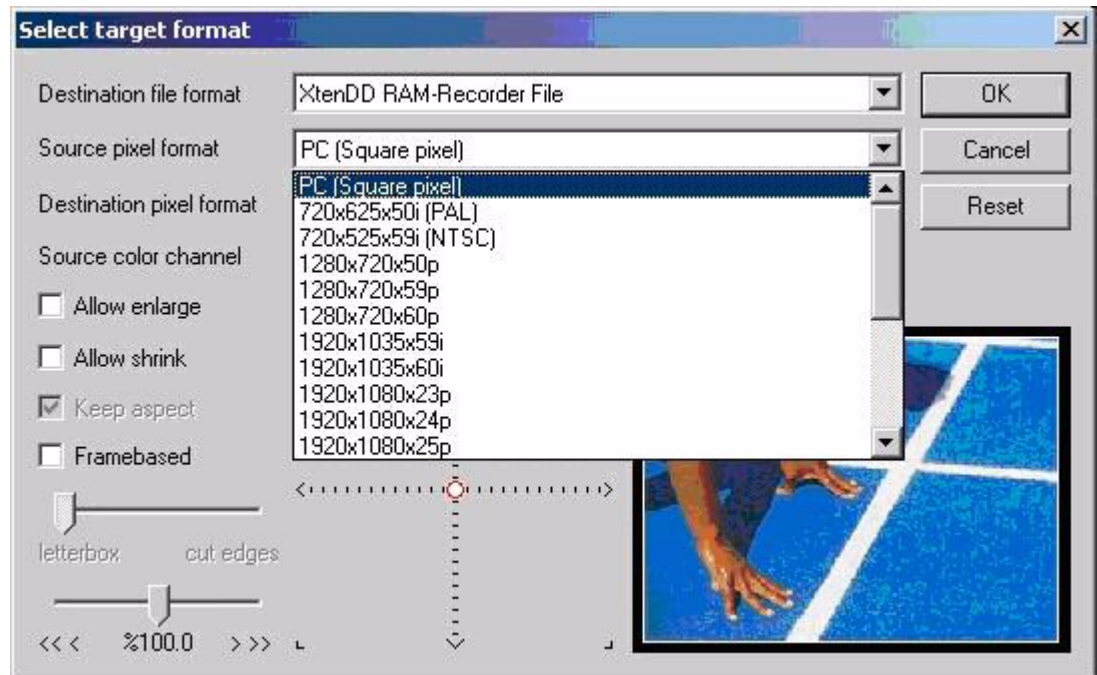 Select target format
Destination file format XtenDD RAM-Recorder File OK
Source pixel format PC (Square pixel) Cancel
PC (Square pixel)
Destination pixel format 720x625x50i (PAL) Reset
720x525x59i (NTSC)
Source color channel 1280x720x50p
1280x720x59p
Allow enlarge 1280x720x60p
1920x1035x59i
Allow shrink 1920x1035x60i
1920x1080x23p
Keep aspect 1920x1080x24p
1920x1080x25p
Framebased
letterbox cut edges
<< < %100.0 > >>